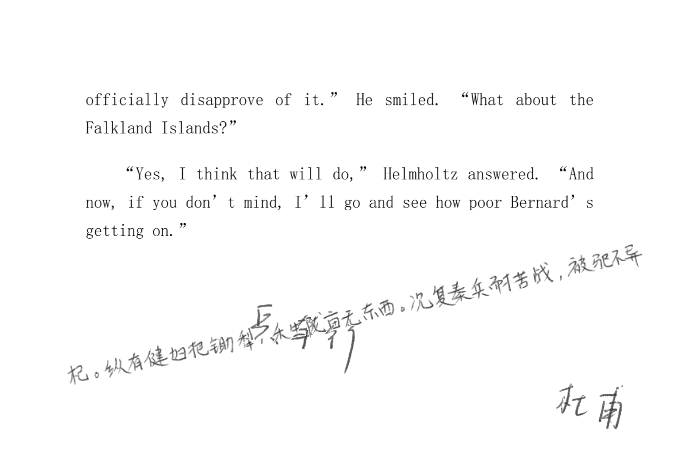 officially disapprove of it.” He smiled. “What about the
Falkland Islands?”
“Yes, I think that will do,” Helmholtz answered. “And
now, if you don’t mind, I’ll go and see how poor Bernard’s
getting on.”
兵车行
杞。纵有健妇把锄犁，禾生陇亩无东西。况复秦兵耐苦战，被驱不异
杜甫